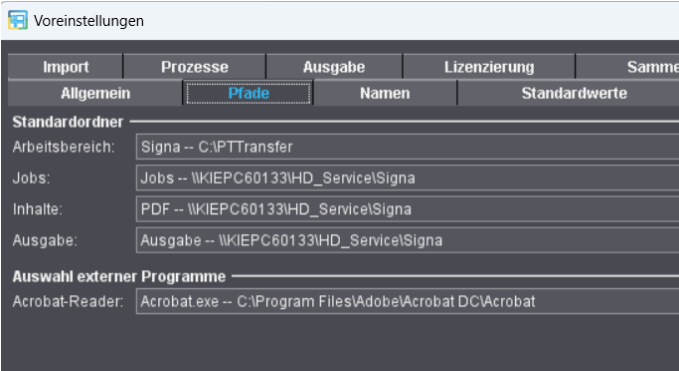 Voreinstellungen
Import Prozesse Ausgabe Lizenzierung Samme
Allgemein Pfade Namen Standardwerte
Standardordner
Arbeitsbereich: Signa -- C:\PTTransfer
Jobs: Jobs -- \\KIEPC60133\HD_Service\Signa
Inhalte: PDF -- \\KIEPC60133\HD_Service\Signa
Ausgabe: Ausgabe -- \\KIEPC60133\HD_Service\Signa
Auswahl externer Programme
Acrobat-Reader: Acrobat.exe -- C:\Program Files\Adobe\Acrobat DC\Acrobat